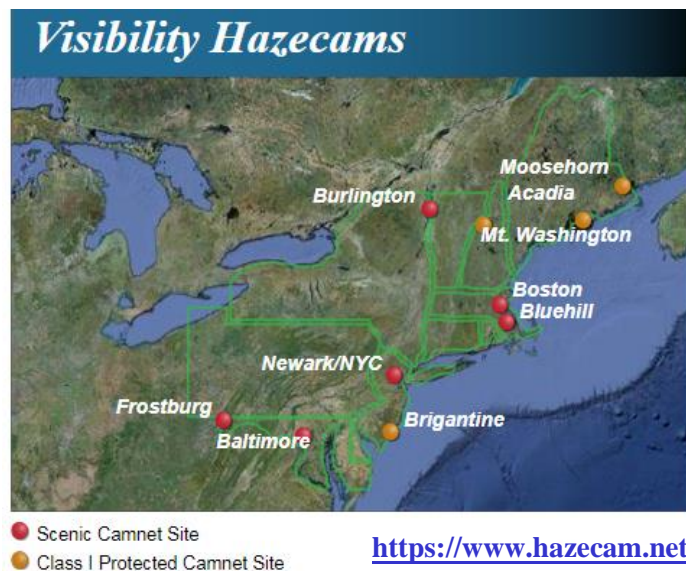 Visibility Hazecams
Moosehorn
Acadia
Burlington
Mt. Washington
Boston
Bluehill
Newark/NYC
Frostburg
Brigantine
Baltimore
Scenic Camnet Site
Class I Protected Camnet Site
https://www.hazecam.net